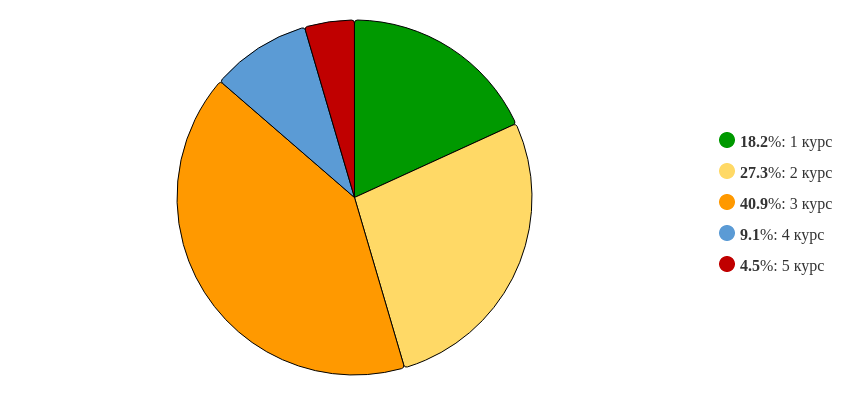 18.2%: 1 курс
27.3%: 2 курс
40.9%: 3 курс
9.1%: 4 курс
4.5%: 5 курс